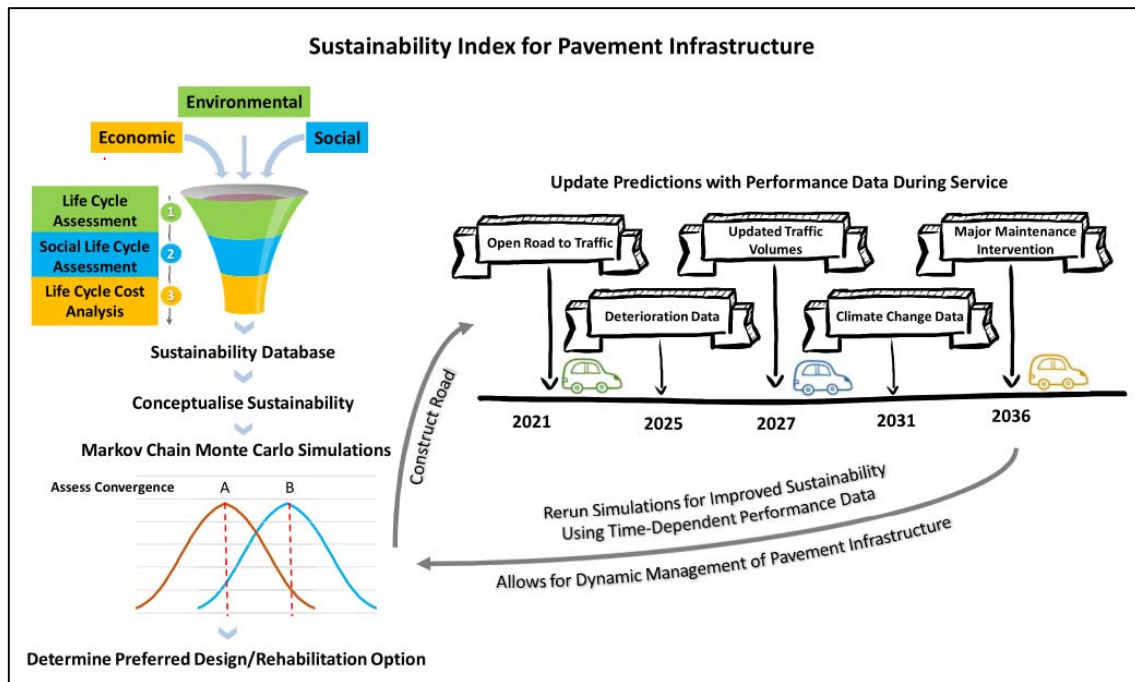 Sustainability Index for Pavement Infrastructure
Environmental
Economic
Social
Life Cycle
Assessment
1
Social Life Cycle
Assessment
2
Life Cycle Cost
Analysis
3
Sustainability Database
Conceptualise Sustainability
Markov Chain Monte Carlo Simulations
Assess Convergence
A
B
Determine Preferred Design/Rehabilitation Option
Construct Road
Update Predictions with Performance Data During Service
Open Road to Traffic
Updated Traffic
Volumes
Major Maintenance
Intervention
Deterioration Data
Climate Change Data
2021
2025
2027
2031
2036
Rerun Simulations for Improved Sustainability
Using Time-Dependent Performance Data
Allows for Dynamic Management of Pavement Infrastructure